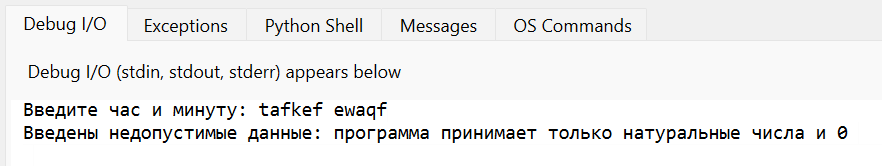 Debug I/O Exceptions Python Shell Messages OS Commands
Debug I/O (stdin, stdout, stderr) appears below
Введите час и минуту: tafkef ewaqf
Введены недопустимые данные: программа принимает только натуральные числа и 0